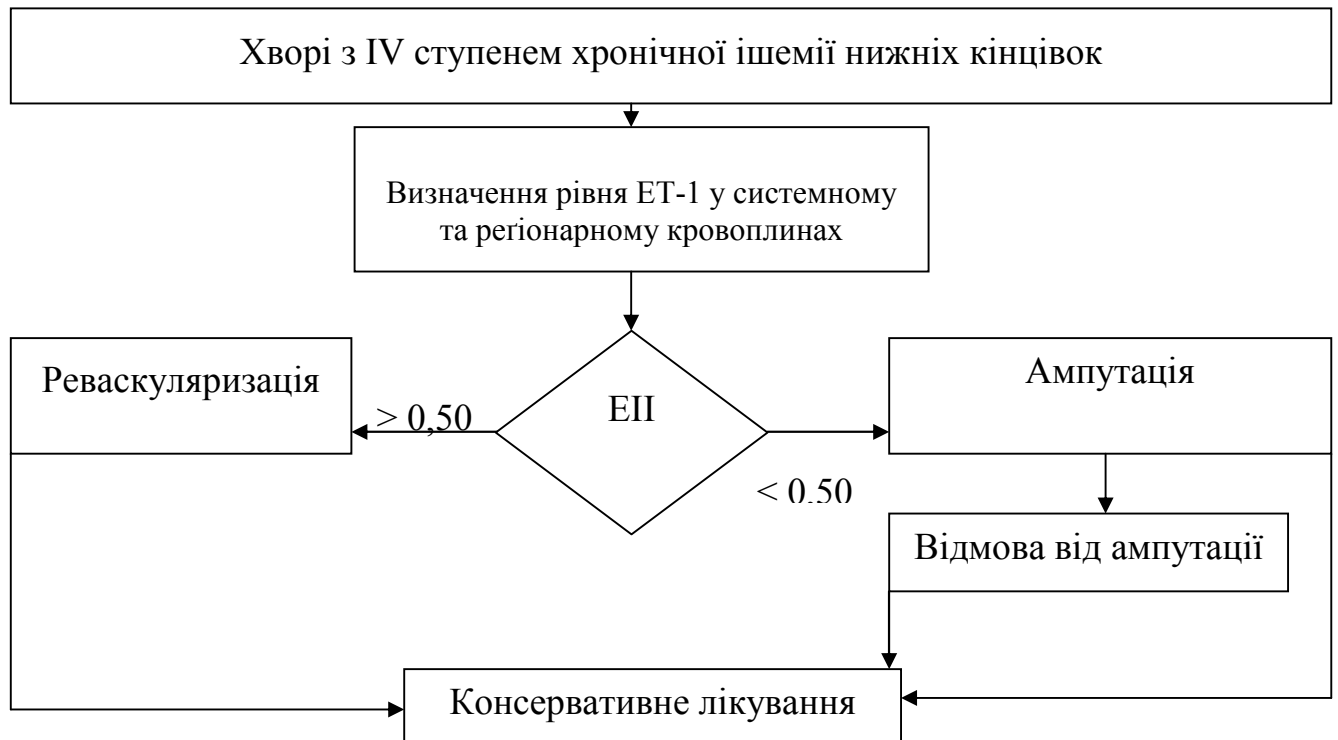 Хворі з IV ступенем хронічної ішемії нижніх кінцівок
Визначення рівня ЕТ-1 у системному
та реґіонарному кровоплинах
Реваскуляризація
> 0,50
ЕІІ
< 0,50
Ампутація
Відмова від ампутації
Консервативне лікування